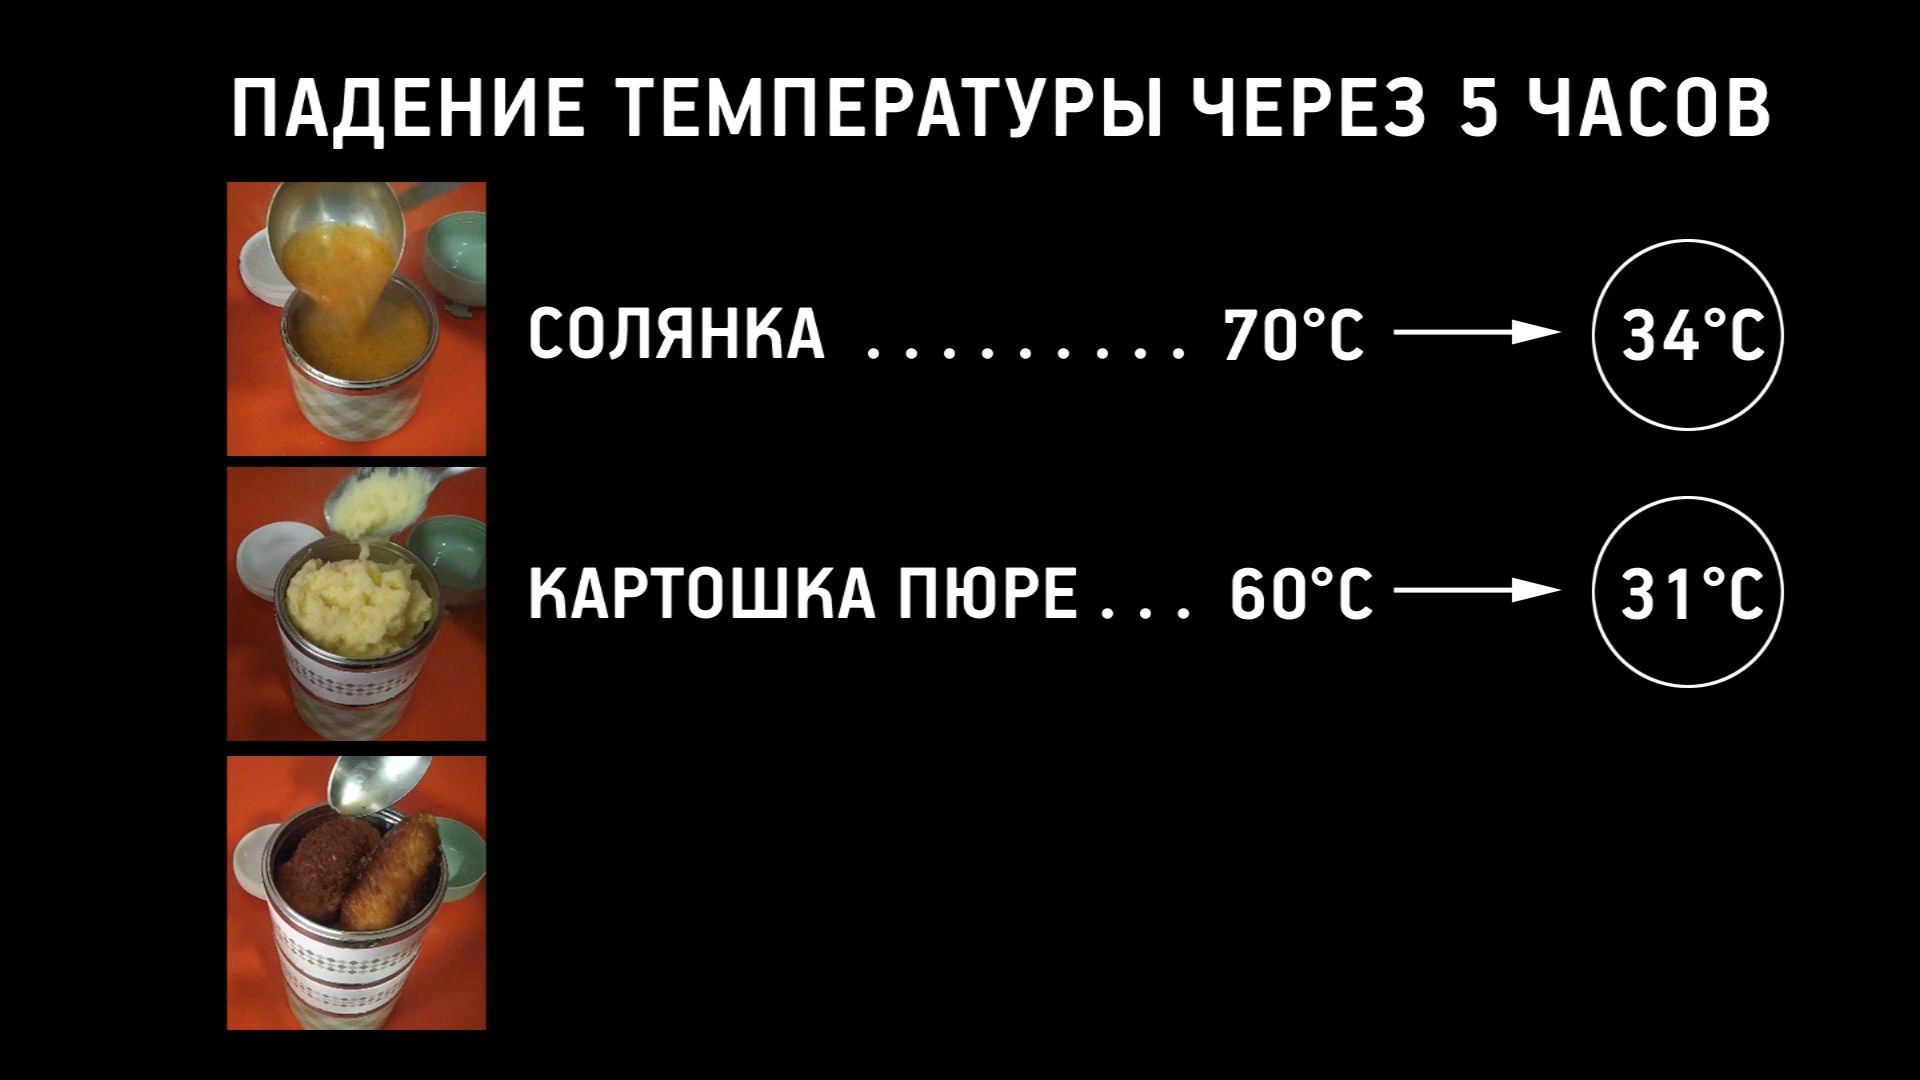 ПАДЕНИЕ ТЕМПЕРАТУРЫ ЧЕРЕЗ 5 ЧАСОВ
СОЛЯНКА . . . . . . . . . 70°C 34°C
КАРТОШКА ПЮРЕ . . . 60°C 31°C